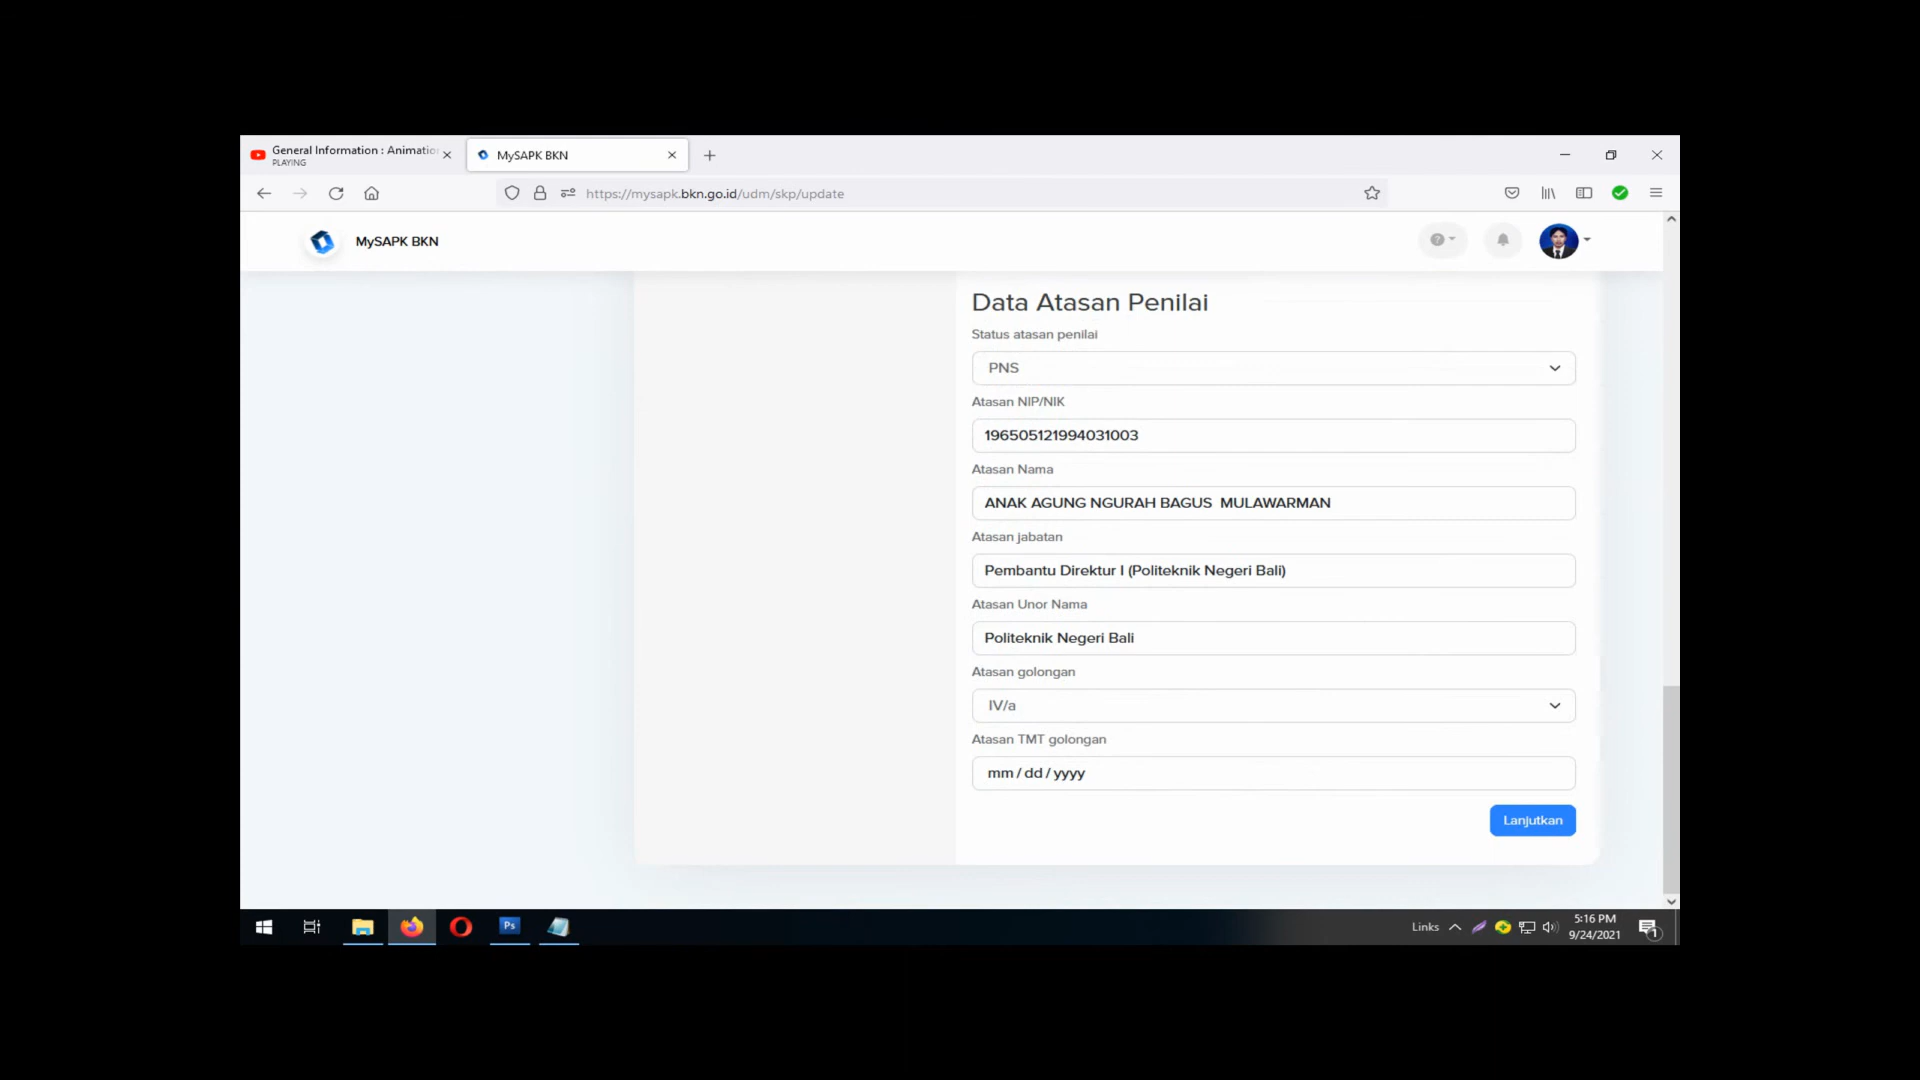 General Information : Animatio
PLAYING
MySAPK BKN
https://mysapk.bkn.go.id/udm/skp/update
MySAPK BKN
Data Atasan Penilai
Status atasan penilai
PNS
Atasan NIP/NIK
196505121994031003
Atasan Nama
ANAK AGUNG NGURAH BAGUS  MULAWARMAN
Atasan jabatan
Pembantu Direktur I (Politeknik Negeri Bali)
Atasan Unor Nama
Politeknik Negeri Bali
Atasan golongan
IV/a
Atasan TMT golongan
mm / dd / yyyy
Lanjutkan
Ps
Links
5:16 PM
9/24/2021
1